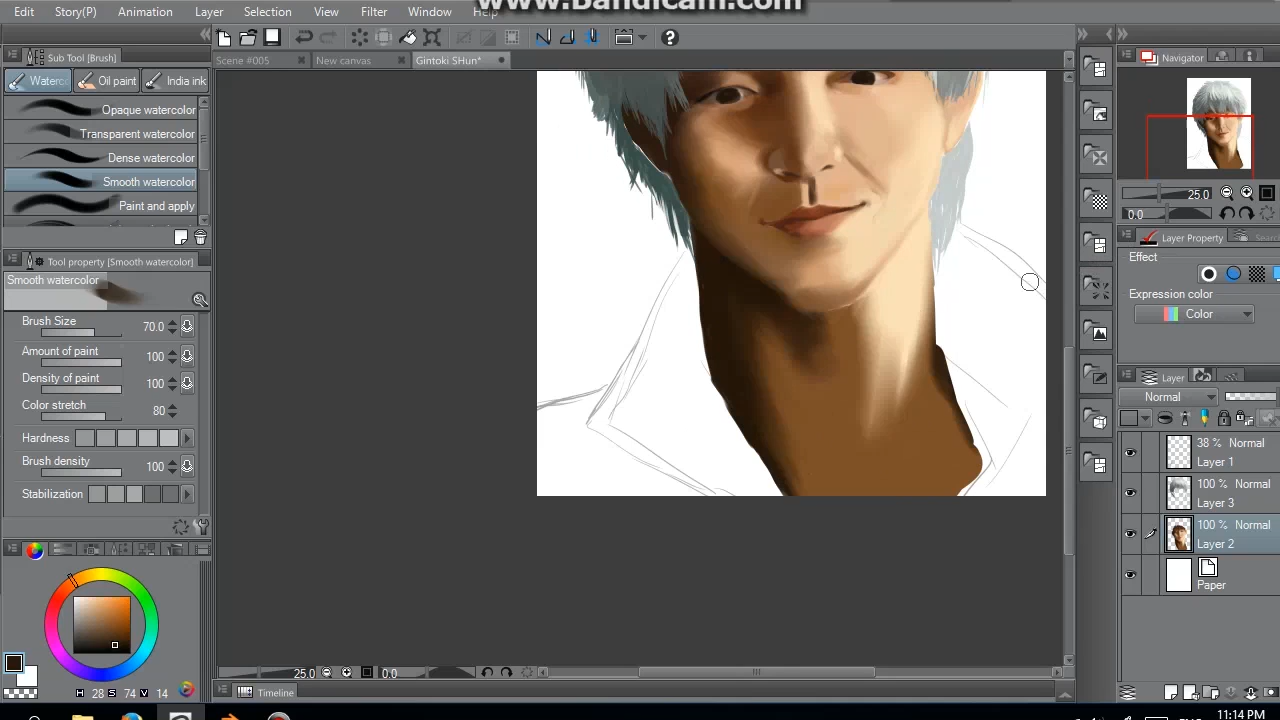 www.Bandicam.com
Edit Story(P) Animation Layer Selection View Filter Window Help
Sub Tool [Brush]
Scene #005 New canvas Gintoki SHun*
Navigator
Waterc Oil paint India ink
Opaque watercolor
Transparent watercolor
Dense watercolor
Smooth watercolor
Paint and apply
25.0
0.0
Layer Property Searc
Tool property [Smooth watercolor]
Effect
Smooth watercolor
Expression color
Color
Brush Size 70.0
Amount of paint 100
Density of paint 100
Color stretch 80
Hardness
Brush density 100
Stabilization
Layer
Normal
38 % Normal
Layer 1
100 % Normal
Layer 3
100 % Normal
Layer 2
Paper
25.0 0.0
H 28 S 74 V 14
Timeline
11:14 PM